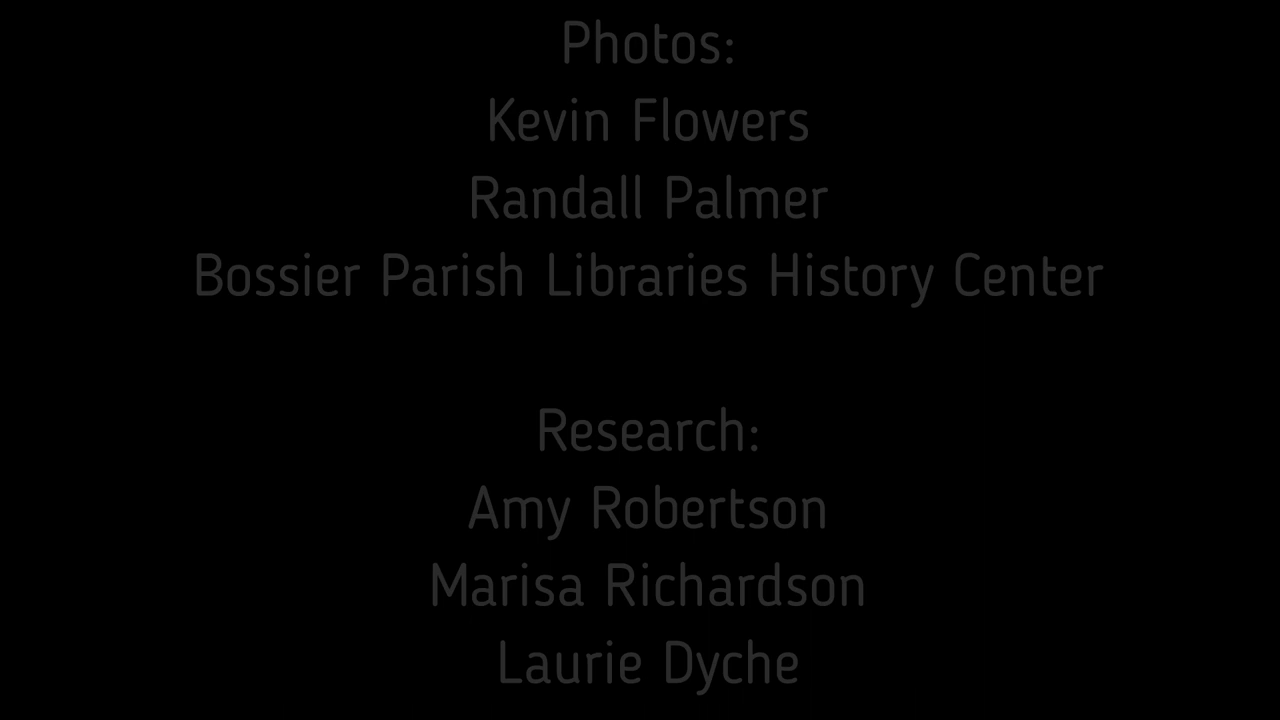 Photos:
Kevin Flowers
Randall Palmer
Bossier Parish Libraries History Center
Research:
Amy Robertson
Marisa Richardson
Laurie Dyche